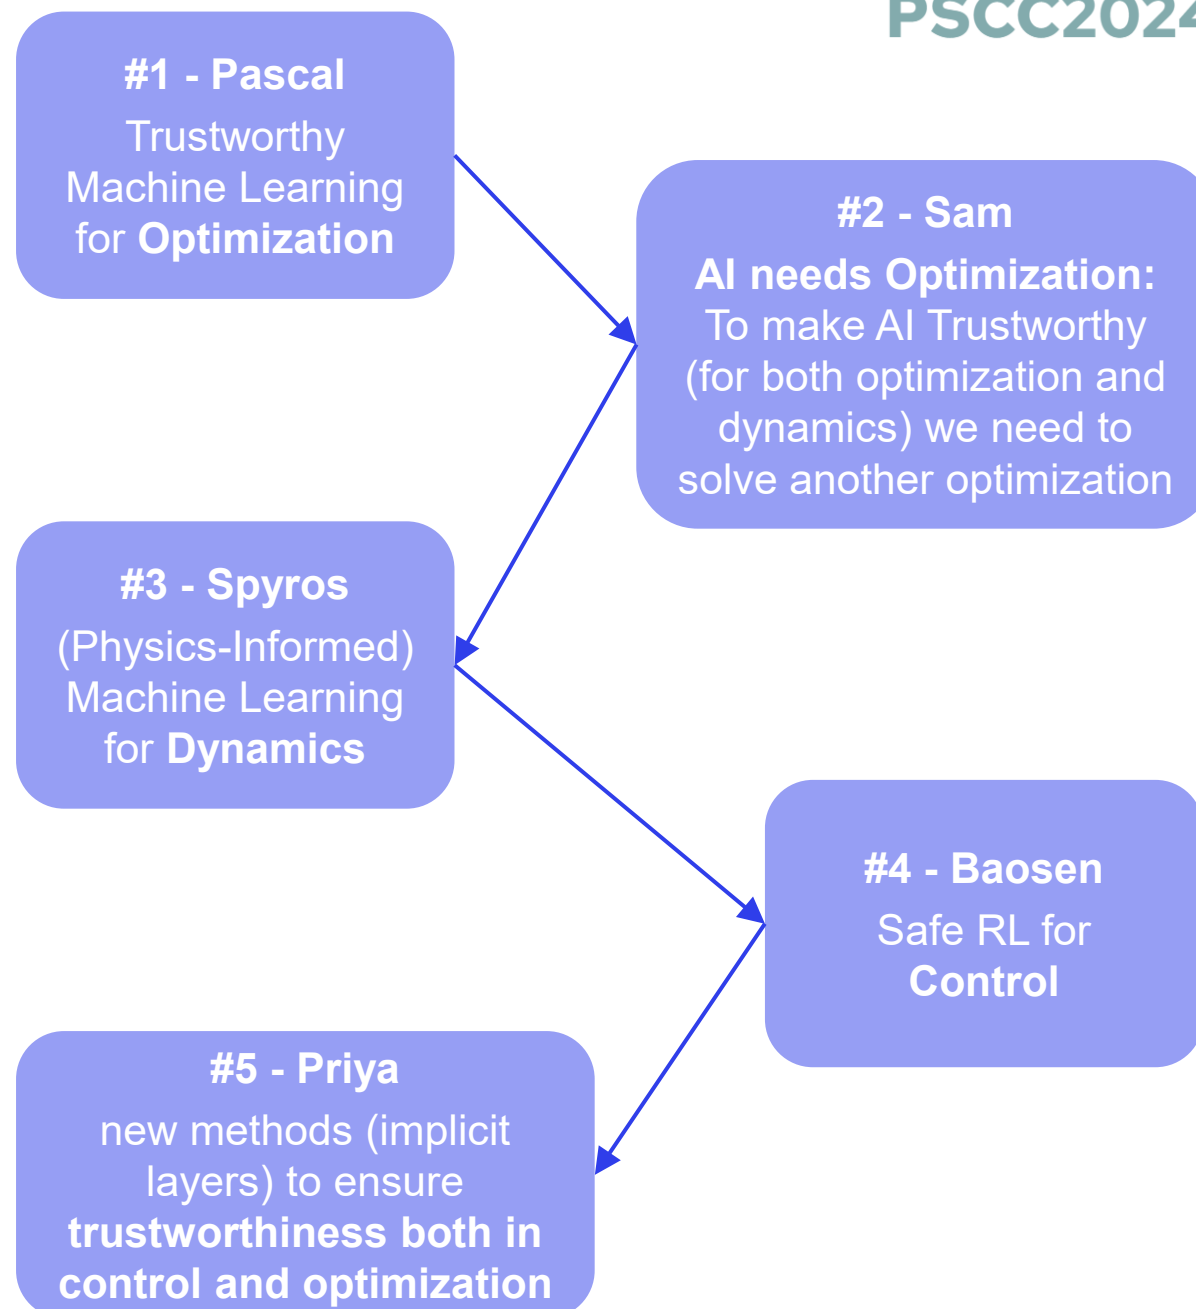 PSCC2024
#1 - Pascal
Trustworthy
Machine Learning
for Optimization
#2 - Sam
AI needs Optimization:
To make AI Trustworthy
(for both optimization and
dynamics) we need to
solve another optimization
#3 - Spyros
(Physics-Informed)
Machine Learning
for Dynamics
#4 - Baosen
Safe RL for
Control
#5 - Priya
new methods (implicit
layers) to ensure
trustworthiness both in
control and optimization